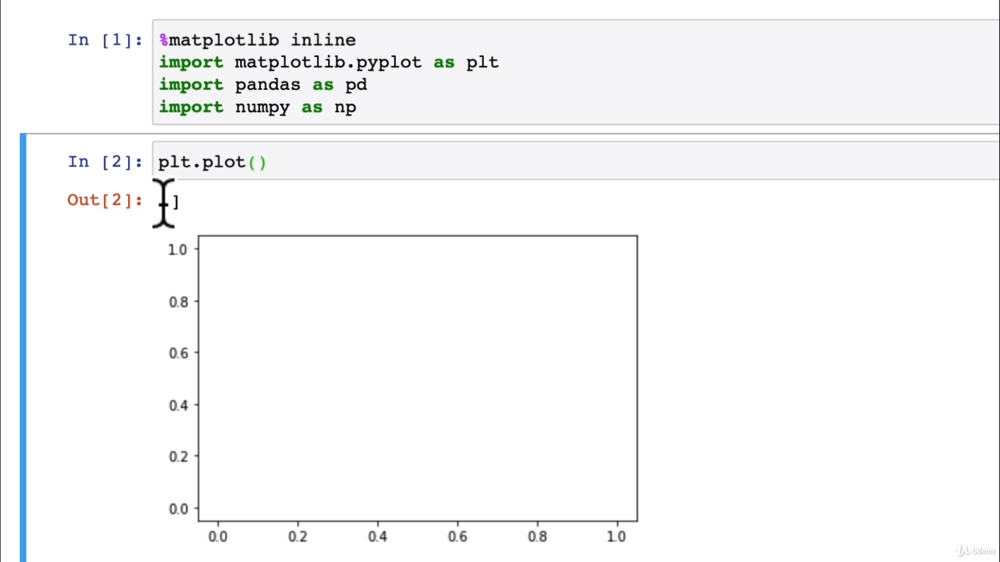 In [1]: %matplotlib inline
import matplotlib.pyplot as plt
import pandas as pd
import numpy as np
In [2]: plt.plot()
Out[2]: ]
1.0
0.8
0.6
0.4
0.2
0.0
0.0 0.2 0.4 0.6 0.8 1.0
Udemy